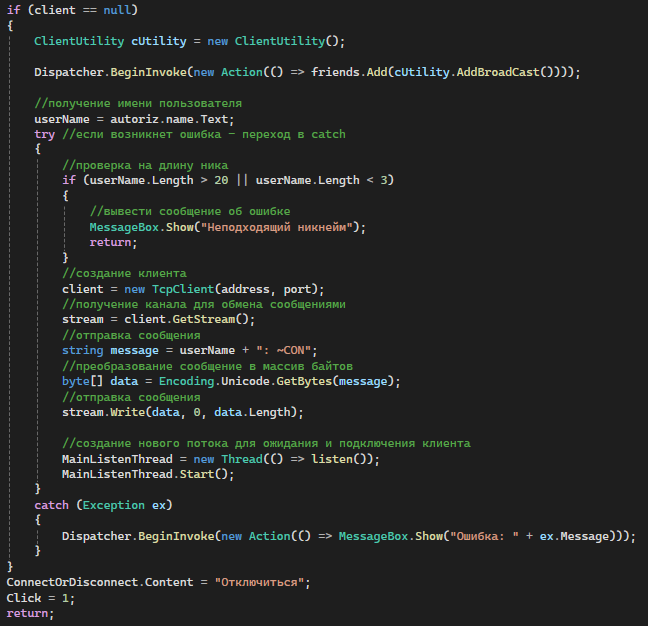 if (client == null)
{
ClientUtility cUtility = new ClientUtility();
Dispatcher.BeginInvoke(new Action(() => friends.Add(cUtility.AddBroadCast())));
//получение имени пользователя
userName = autoriz.name.Text;
try //если возникнет ошибка - переход в catch
{
//проверка на длину ника
if (userName.Length > 20 || userName.Length < 3)
{
//вывести сообщение об ошибке
MessageBox.Show("Неподходящий никнейм");
return;
}
//создание клиента
client = new TcpClient(address, port);
//получение канала для обмена сообщениями
stream = client.GetStream();
//отправка сообщения
string message = userName + ": ~CON";
//преобразование сообщение в массив байтов
byte[] data = Encoding.Unicode.GetBytes(message);
//отправка сообщения
stream.Write(data, 0, data.Length);
//создание нового потока для ожидания и подключения клиента
MainListenThread = new Thread(() => listen());
MainListenThread.Start();
}
catch (Exception ex)
{
Dispatcher.BeginInvoke(new Action(() => MessageBox.Show("Ошибка: " + ex.Message)));
}
}
ConnectOrDisconnect.Content = "Отключиться";
Click = 1;
return;